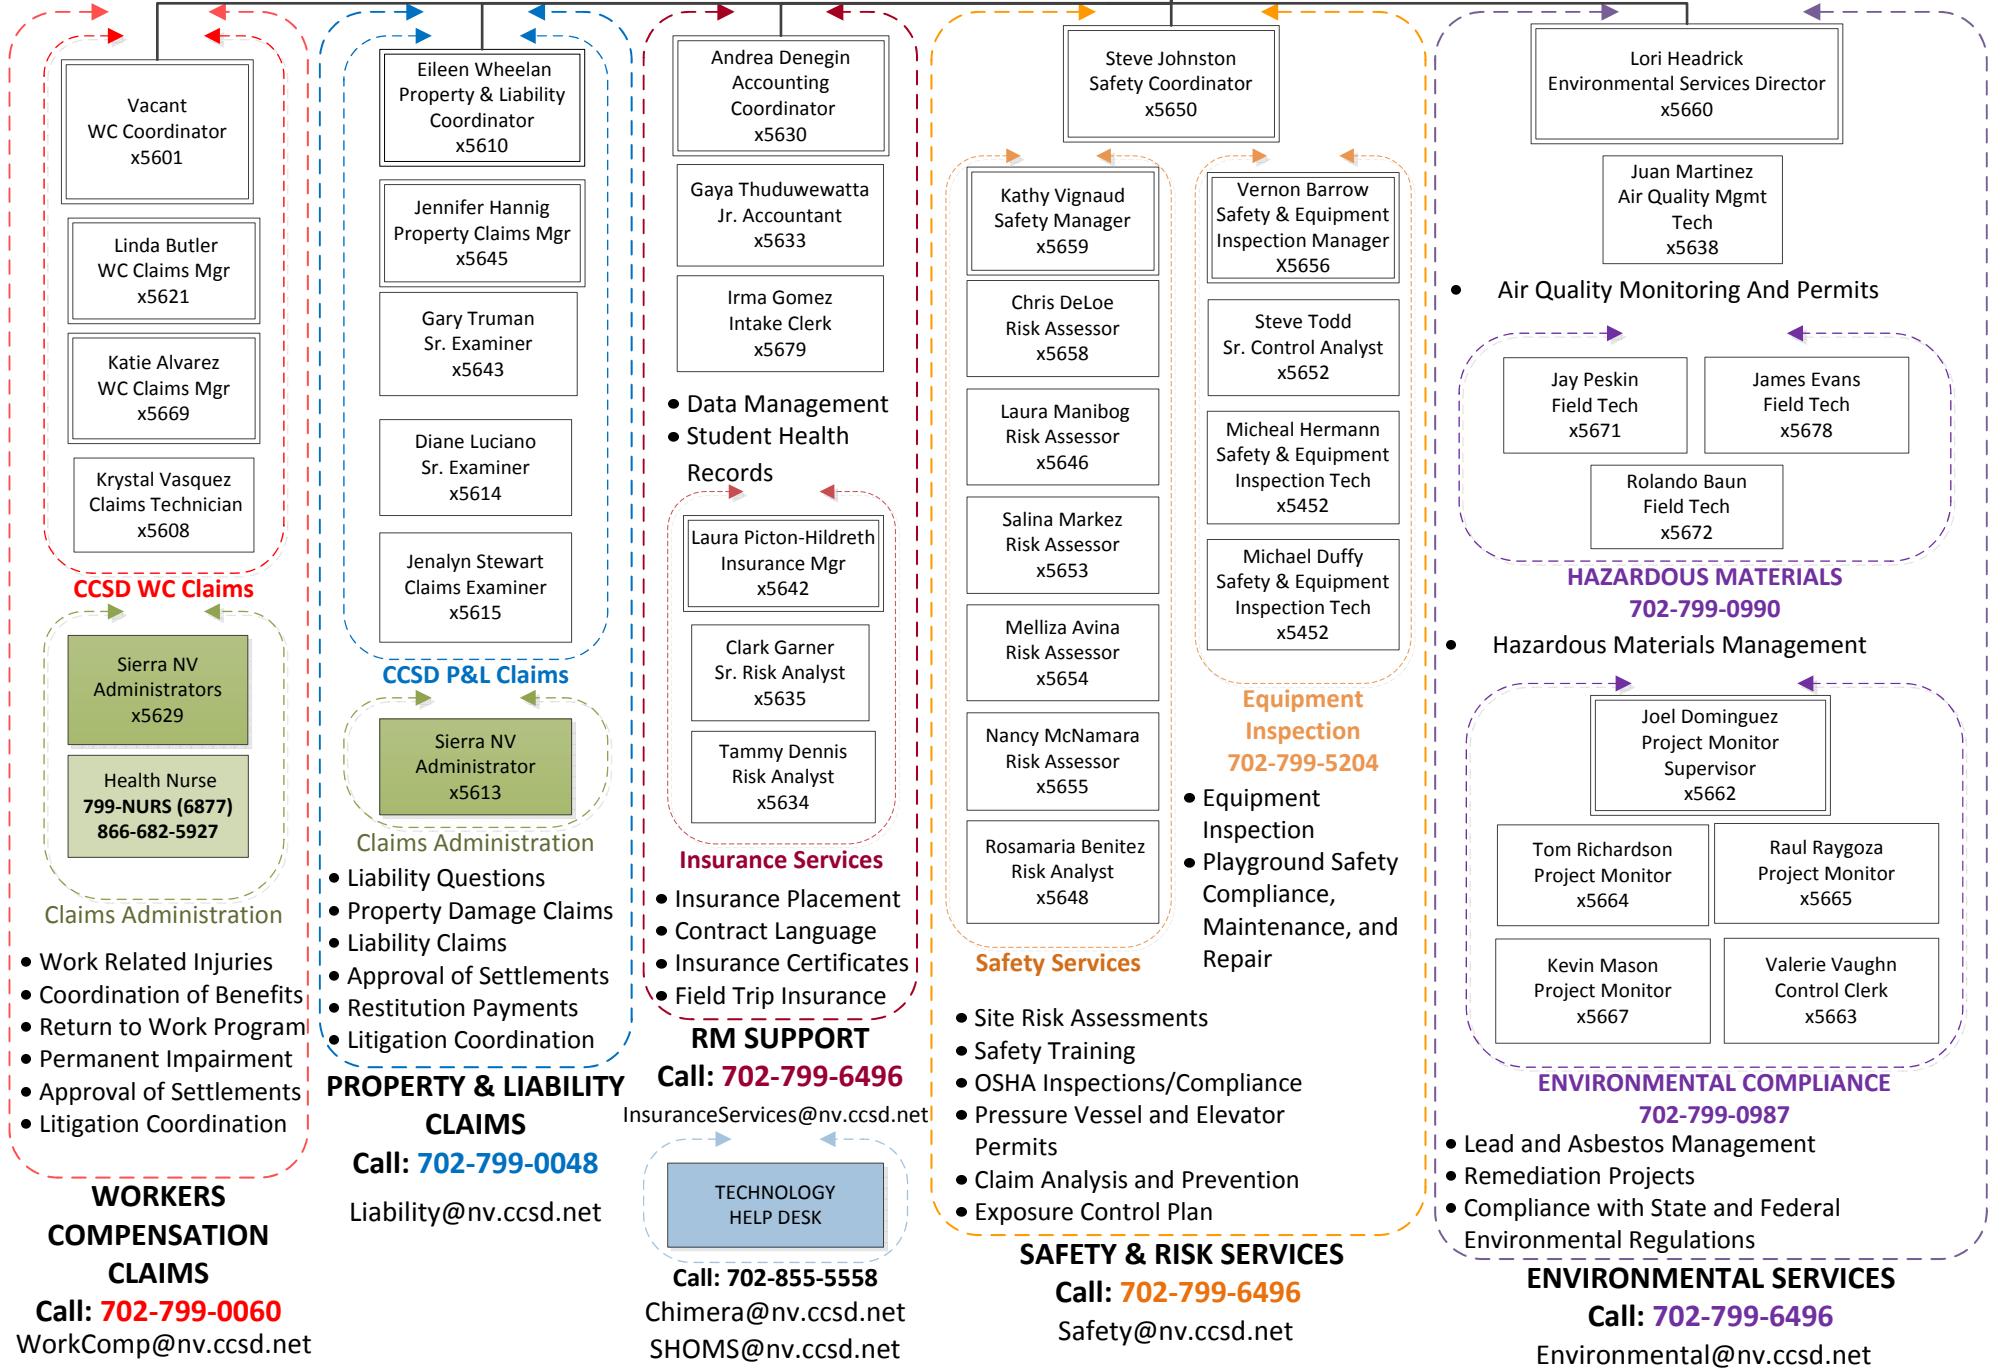 Vacant
WC Coordinator
x5601
Linda Butler
WC Claims Mgr
x5621
Katie Alvarez
WC Claims Mgr
x5669
Krystal Vasquez
Claims Technician
x5608
CCSD WC Claims
Sierra NV
Administrators
x5629
Health Nurse
799-NURS (6877)
866-682-5927
Claims Administration
• Work Related Injuries
• Coordination of Benefits
• Return to Work Program
• Permanent Impairment
• Approval of Settlements
• Litigation Coordination
WORKERS
COMPENSATION
CLAIMS
Call: 702-799-0060
WorkComp@nv.ccsd.net
Eileen Wheelan
Property & Liability
Coordinator
x5610
Jennifer Hannig
Property Claims Mgr
x5645
Gary Truman
Sr. Examiner
x5643
Diane Luciano
Sr. Examiner
x5614
Jenalyn Stewart
Claims Examiner
x5615
CCSD P&L Claims
Sierra NV
Administrator
x5613
Claims Administration
• Liability Questions
• Property Damage Claims
• Liability Claims
• Approval of Settlements
• Restitution Payments
• Litigation Coordination
PROPERTY & LIABILITY
CLAIMS
Call: 702-799-0048
Liability@nv.ccsd.net
Andrea Denegin
Accounting
Coordinator
x5630
Gaya Thuduwewatta
Jr. Accountant
x5633
Irma Gomez
Intake Clerk
x5679
• Data Management
• Student Health
Records
Laura Picton-Hildreth
Insurance Mgr
x5642
Clark Garner
Sr. Risk Analyst
x5635
Tammy Dennis
Risk Analyst
x5634
Insurance Services
• Insurance Placement
• Contract Language
• Insurance Certificates
• Field Trip Insurance
RM SUPPORT
Call: 702-799-6496
InsuranceServices@nv.ccsd.net
TECHNOLOGY
HELP DESK
Call: 702-855-5558
Chimera@nv.ccsd.net
SHOMS@nv.ccsd.net
Steve Johnston
Safety Coordinator
x5650
Kathy Vignaud
Safety Manager
x5659
Chris DeLoe
Risk Assessor
x5658
Laura Manibog
Risk Assessor
x5646
Salina Markez
Risk Assessor
x5653
Melliza Avina
Risk Assessor
x5654
Nancy McNamara
Risk Assessor
x5655
Rosamaria Benitez
Risk Analyst
x5648
Safety Services
Vernon Barrow
Safety & Equipment
Inspection Manager
X5656
Steve Todd
Sr. Control Analyst
x5652
Micheal Hermann
Safety & Equipment
Inspection Tech
x5452
Michael Duffy
Safety & Equipment
Inspection Tech
x5452
Equipment
Inspection
702-799-5204
• Equipment
Inspection
• Playground Safety
Compliance,
Maintenance, and
Repair
• Site Risk Assessments
• Safety Training
• OSHA Inspections/Compliance
• Pressure Vessel and Elevator
Permits
• Claim Analysis and Prevention
• Exposure Control Plan
SAFETY & RISK SERVICES
Call: 702-799-6496
Safety@nv.ccsd.net
Lori Headrick
Environmental Services Director
x5660
Juan Martinez
Air Quality Mgmt
Tech
x5638
• Air Quality Monitoring And Permits
Jay Peskin
Field Tech
x5671
James Evans
Field Tech
x5678
Rolando Baun
Field Tech
x5672
HAZARDOUS MATERIALS
702-799-0990
• Hazardous Materials Management
Joel Dominguez
Project Monitor
Supervisor
x5662
Tom Richardson
Project Monitor
x5664
Raul Raygoza
Project Monitor
x5665
Kevin Mason
Project Monitor
x5667
Valerie Vaughn
Control Clerk
x5663
ENVIRONMENTAL COMPLIANCE
702-799-0987
• Lead and Asbestos Management
• Remediation Projects
• Compliance with State and Federal
Environmental Regulations
ENVIRONMENTAL SERVICES
Call: 702-799-6496
Environmental@nv.ccsd.net